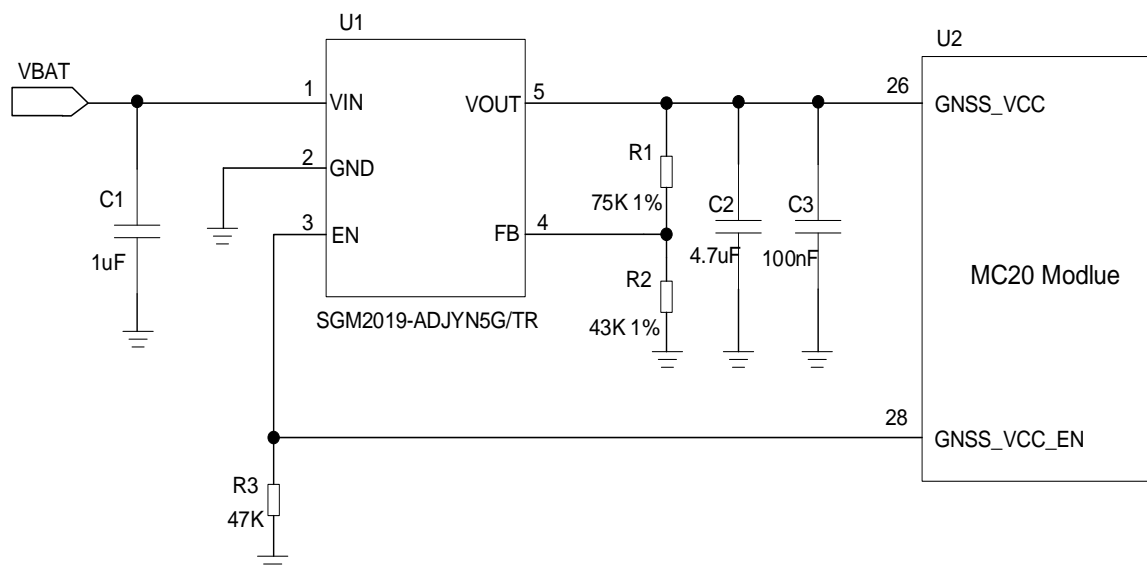 U1
U2
VBAT
1
VIN
VOUT
5
26
GNSS_VCC
2
GND
R1
75K 1%
C1
1uF
3
EN
FB
4
C2
4.7uF
C3
100nF
R2
43K 1%
MC20 Modlue
SGM2019-ADJYN5G/TR
28
GNSS_VCC_EN
R3
47K